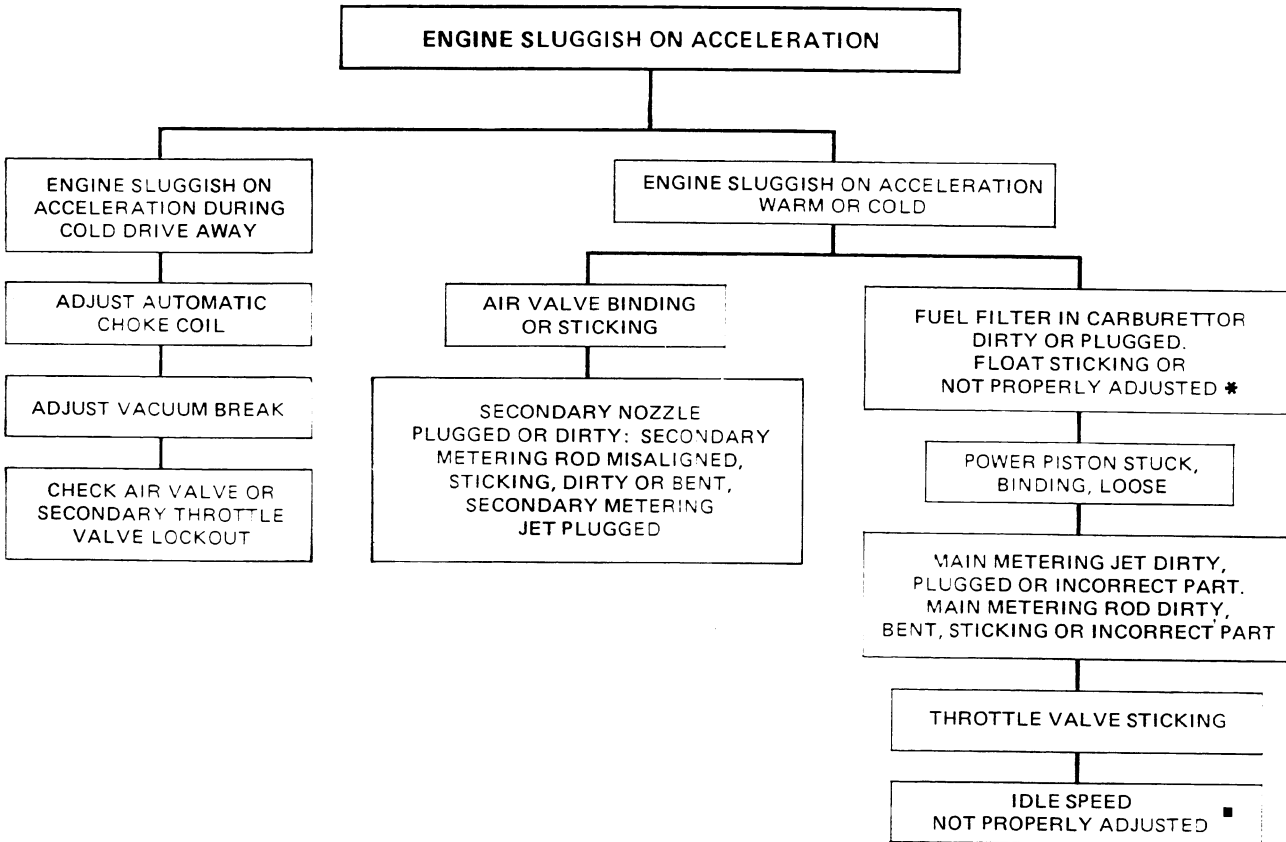 ENGINE SLUGGISH ON ACCELERATION
ENGINE SLUGGISH ON
ACCELERATION DURING
COLD DRIVE AWAY
ADJUST AUTOMATIC
CHOKE COIL
ADJUST VACUUM BREAK
CHECK AIR VALVE OR
SECONDARY THROTTLE
VALVE LOCKOUT
ENGINE SLUGGISH ON ACCELERATION
WARM OR COLD
AIR VALVE BINDING
OR STICKING
SECONDARY NOZZLE
PLUGGED OR DIRTY: SECONDARY
METERING ROD MISALIGNED,
STICKING, DIRTY OR BENT,
SECONDARY METERING
JET PLUGGED
FUEL FILTER IN CARBURETTOR
DIRTY OR PLUGGED.
FLOAT STICKING OR
NOT PROPERLY ADJUSTED *
POWER PISTON STUCK,
BINDING, LOOSE
MAIN METERING JET DIRTY,
PLUGGED OR INCORRECT PART.
MAIN METERING ROD DIRTY,
BENT, STICKING OR INCORRECT PART
THROTTLE VALVE STICKING
IDLE SPEED
NOT PROPERLY ADJUSTED ■